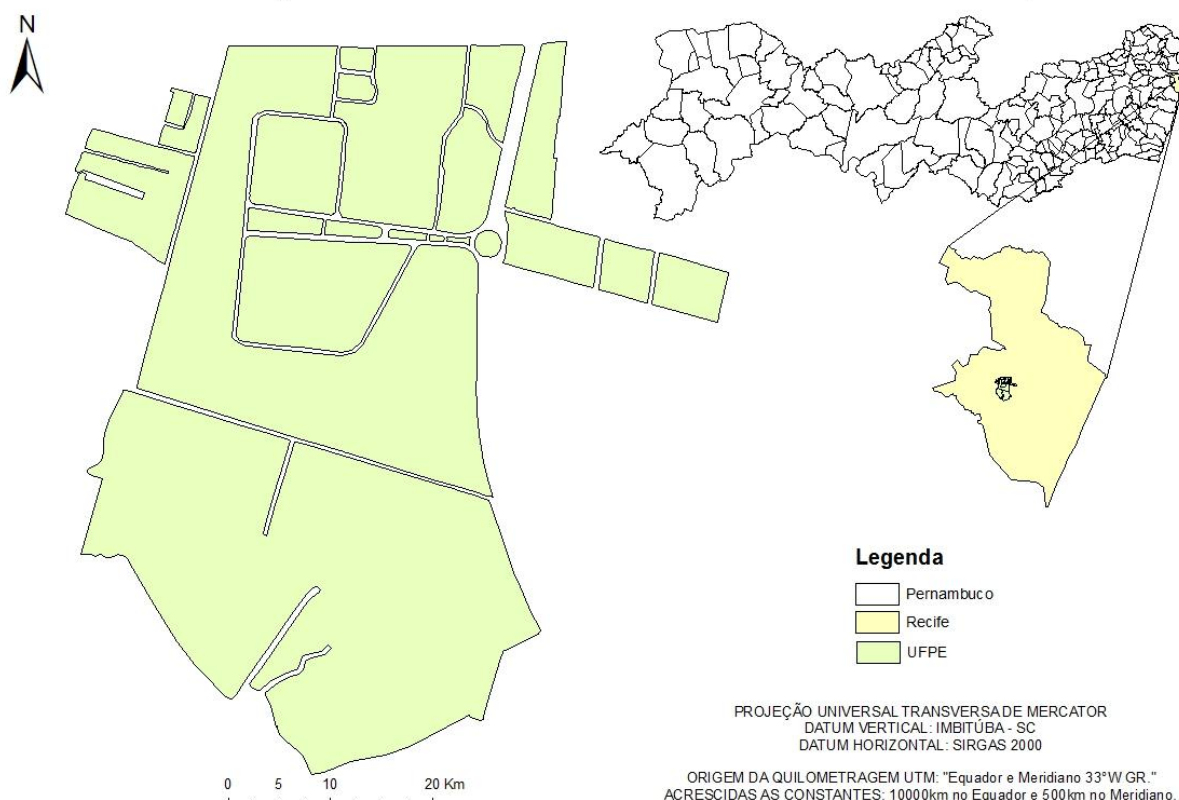 N
Legenda
Pernambuco
Recife
UFPE
PROJEÇÃO UNIVERSAL TRANSVERSA DE MERCATOR
DATUM VERTICAL: IMBITÚBA - SC
DATUM HORIZONTAL: SIRGAS 2000
ORIGEM DA QUILOMETRAGEM UTM: "Equador e Meridiano 33°W GR."
ACRESCIDAS AS CONSTANTES: 10000km no Equador e 500km no Meridiano.
0 5 10 20 Km